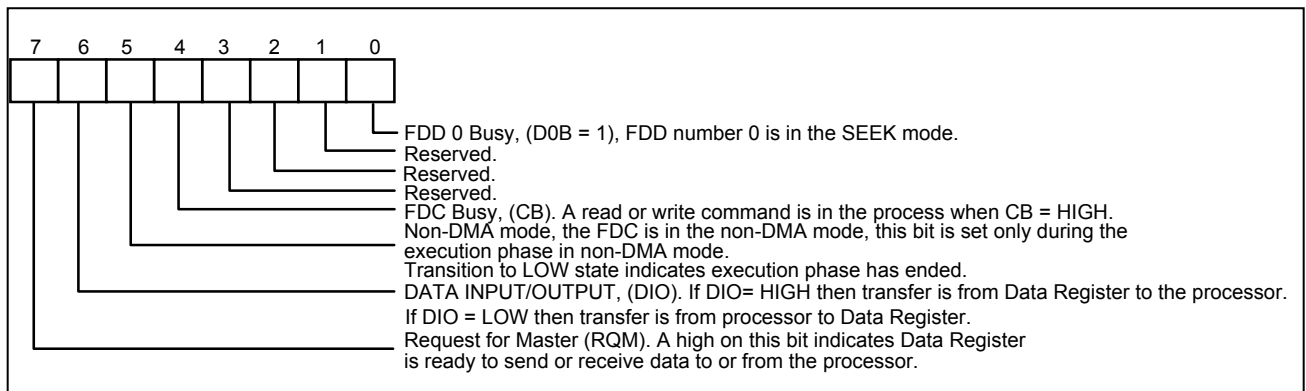 7 6 5 4 3 2 1 0
FDD 0 Busy, (D0B = 1), FDD number 0 is in the SEEK mode.
Reserved.
Reserved.
Reserved.
FDC Busy, (CB). A read or write command is in the process when CB = HIGH.
Non-DMA mode, the FDC is in the non-DMA mode, this bit is set only during the
execution phase in non-DMA mode.
Transition to LOW state indicates execution phase has ended.
DATA INPUT/OUTPUT, (DIO). If DIO= HIGH then transfer is from Data Register to the processor.
If DIO = LOW then transfer is from processor to Data Register.
Request for Master (RQM). A high on this bit indicates Data Register
is ready to send or receive data to or from the processor.